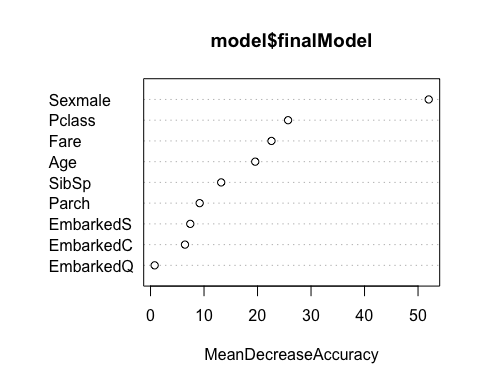 model$finalModel
Sexmale
Pclass
Fare
Age
SibSp
Parch
EmbarkedS
EmbarkedC
EmbarkedQ
0 10 20 30 40 50
MeanDecreaseAccuracy